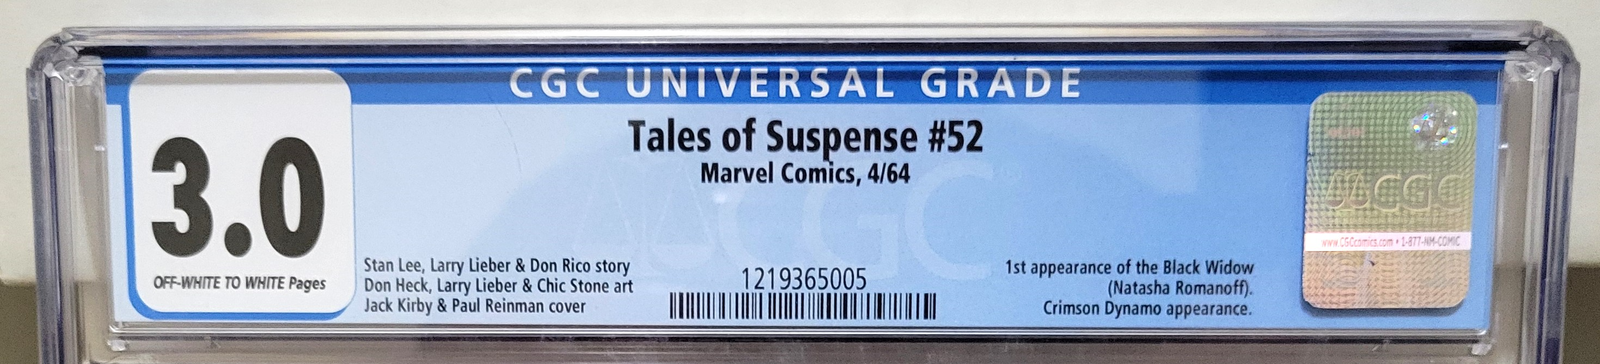 CGC UNIVERSAL GRADE
3.0
OFF-WHITE TO WHITE Pages
Tales of Suspense #52
Marvel Comics, 4/64
Stan Lee, Larry Lieber & Don Rico story
Don Heck, Larry Lieber & Chic Stone art
Jack Kirby & Paul Reinman cover
1219365005
1st appearance of the Black Widow
(Natasha Romanoff).
Crimson Dynamo appearance.
CGC
CGC
www.CGCcomics.com • 1-877-NM-COMIC